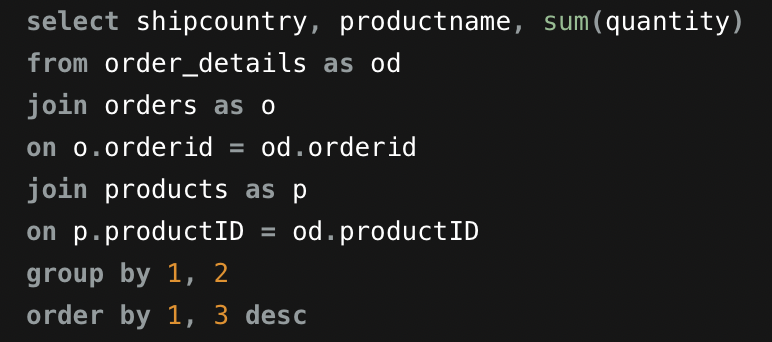 select shipcountry, productname, sum(quantity)
from order_details as od
join orders as o
on o.orderid = od.orderid
join products as p
on p.productID = od.productID
group by 1, 2
order by 1, 3 desc